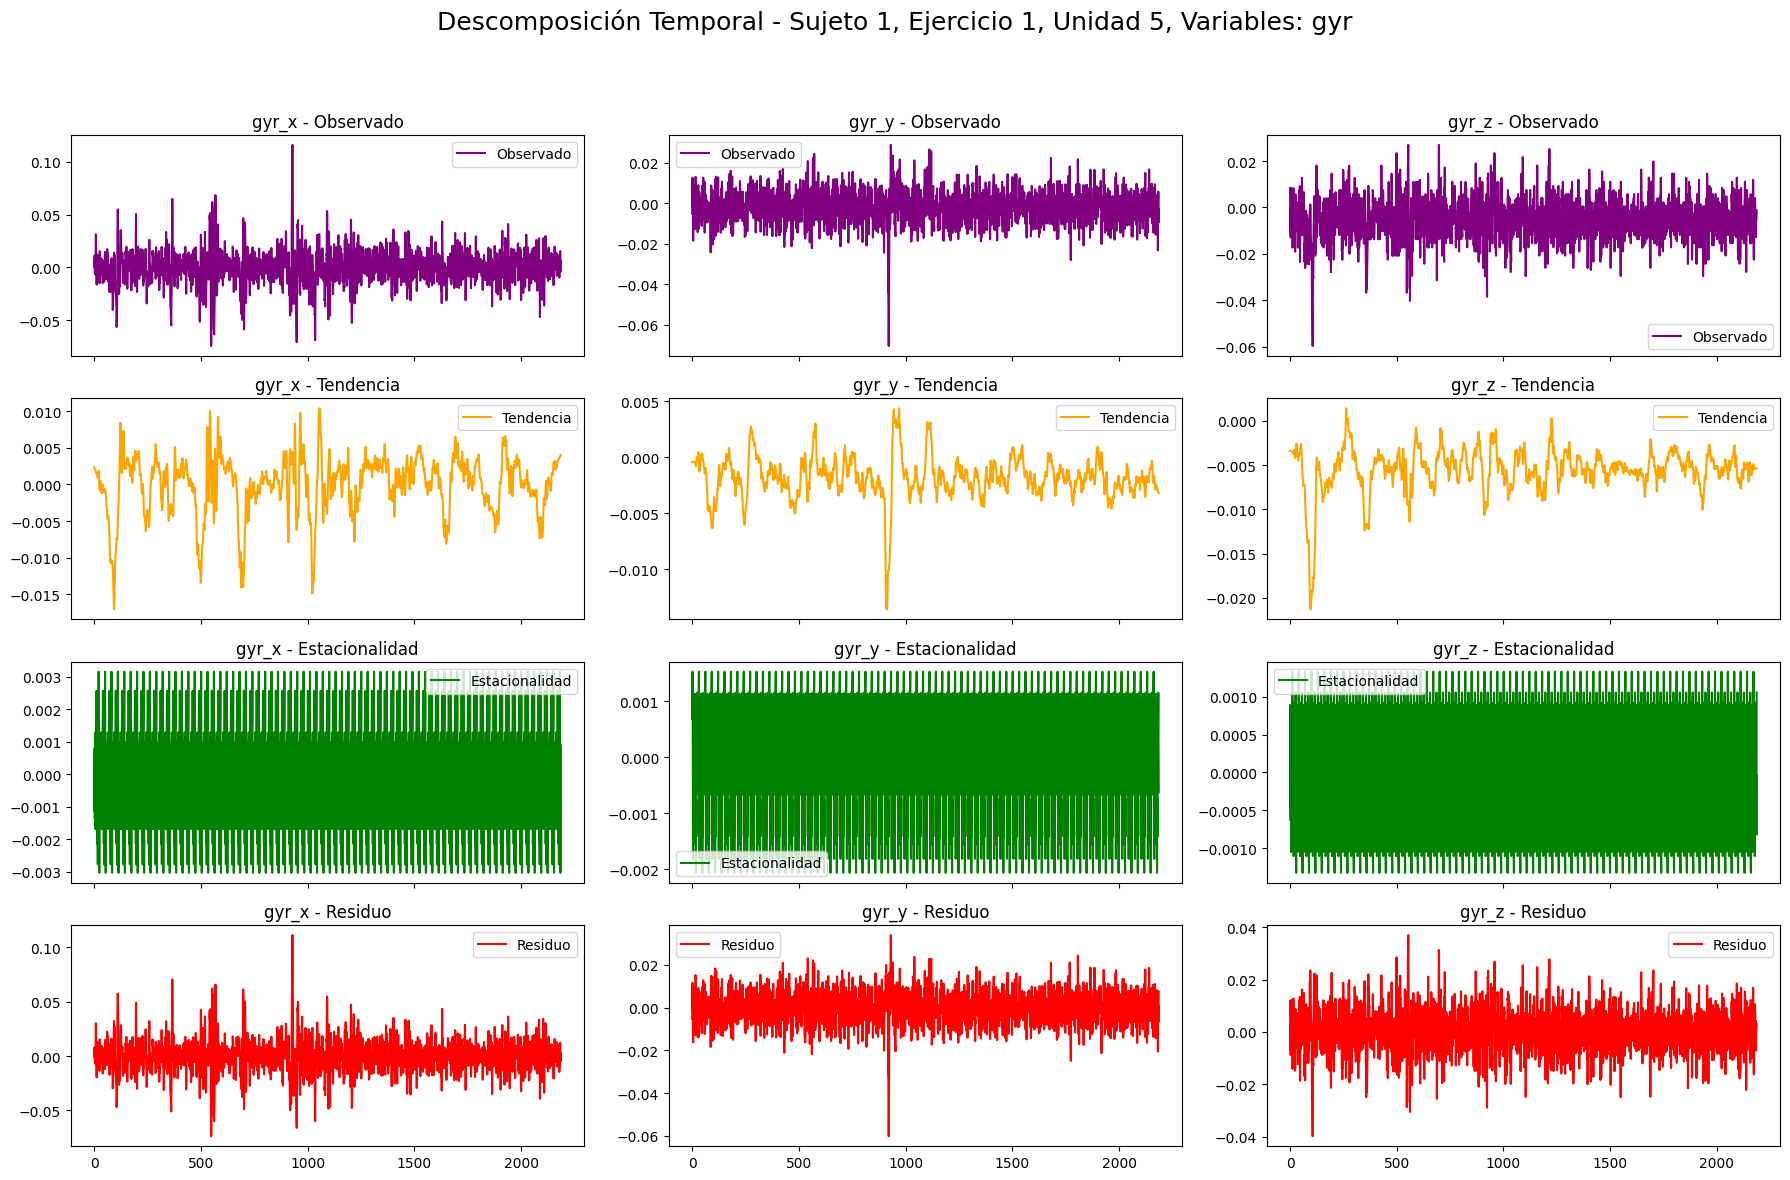 Descomposición Temporal - Sujeto 1, Ejercicio 1, Unidad 5, Variables: gyr
gyr_x - Observado
Observado
0.10
0.05
0.00
−0.05
gyr_y - Observado
Observado
0.02
0.00
−0.02
−0.04
−0.06
gyr_z - Observado
Observado
0.02
0.00
−0.02
−0.04
−0.06
gyr_x - Tendencia
Tendencia
0.010
0.005
0.000
−0.005
−0.010
−0.015
gyr_y - Tendencia
Tendencia
0.005
0.000
−0.005
−0.010
gyr_z - Tendencia
Tendencia
0.000
−0.005
−0.010
−0.015
−0.020
gyr_x - Estacionalidad
Estacionalidad
0.003
0.002
0.001
0.000
−0.001
−0.002
−0.003
gyr_y - Estacionalidad
Estacionalidad
0.001
0.000
−0.001
−0.002
gyr_z - Estacionalidad
Estacionalidad
0.0010
0.0005
0.0000
−0.0005
−0.0010
gyr_x - Residuo
Residuo
0.10
0.05
0.00
−0.05
0 500 1000 1500 2000
gyr_y - Residuo
Residuo
0.02
0.00
−0.02
−0.04
−0.06
0 500 1000 1500 2000
gyr_z - Residuo
Residuo
0.04
0.02
0.00
−0.02
−0.04
0 500 1000 1500 2000